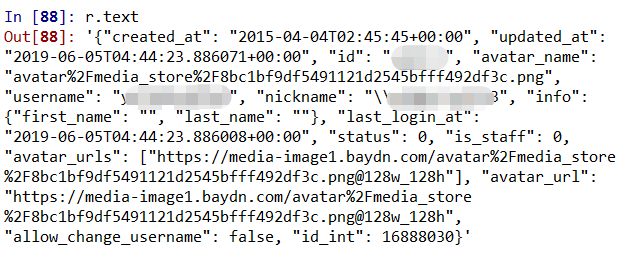 In [88]: r.text
Out[88]: '{"created_at": "2015-04-04T02:45:45+00:00", "updated_at":
"2019-06-05T04:44:23.886071+00:00", "id": " ", "avatar_name":
"avatar%2Fmedia_store%2F8bc1bf9df5491121d2545bfff492df3c.png",
"username": "y ", "nickname": "\\ 3", "info":
{"first_name": "", "last_name": ""}, "last_login_at":
"2019-06-05T04:44:23.886008+00:00", "status": 0, "is_staff": 0,
"avatar_urls": ["https://media-image1.baydn.com/avatar%2Fmedia_store
%2F8bc1bf9df5491121d2545bfff492df3c.png@128w_128h"], "avatar_url":
"https://media-image1.baydn.com/avatar%2Fmedia_store
%2F8bc1bf9df5491121d2545bfff492df3c.png@128w_128h",
"allow_change_username": false, "id_int": 16888030}'